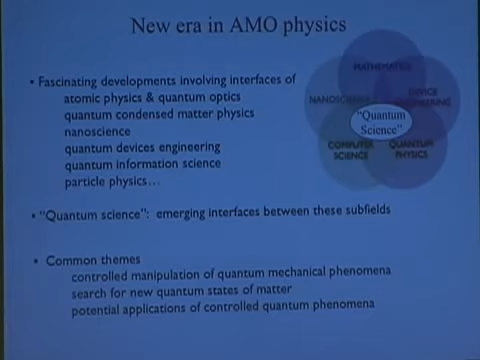 New era in AMO physics
• Fascinating developments involving interfaces of
atomic physics & quantum optics
quantum condensed matter physics
nanoscience
quantum devices engineering
quantum information science
particle physics...
• "Quantum science": emerging interfaces between these subfields
• Common themes
controlled manipulation of quantum mechanical phenomena
search for new quantum states of matter
potential applications of controlled quantum phenomena
MATHEMATICS
NANOSCIENCE
DEVICE
ENGINEERING
"Quantum
Science"
COMPUTER
SCIENCE
QUANTUM
PHYSICS